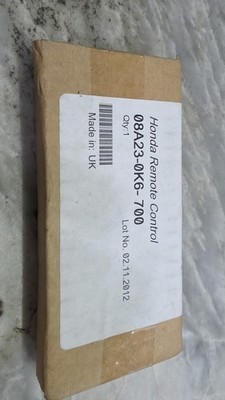 Honda Remote Control
08A23-0K6-700
Qty:1
Lot No. 02.11.2012
Made in: UK